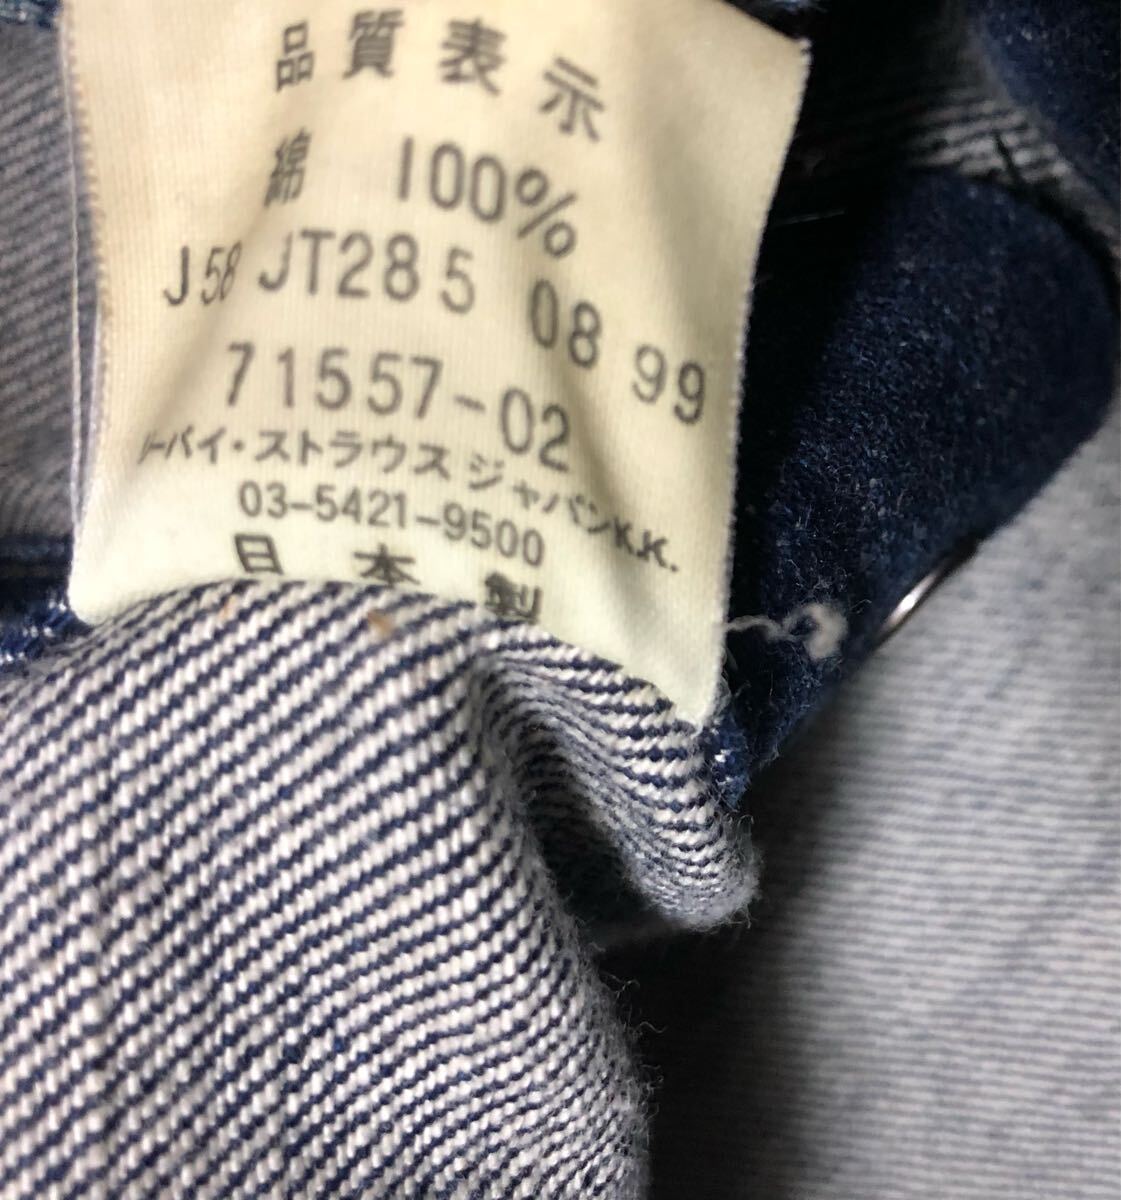 品質表示
綿 100%
J58 JT285 08 99
71557-02
リーバイ・ストラウス ジャパンK.K.
03-5421-9500
日本製